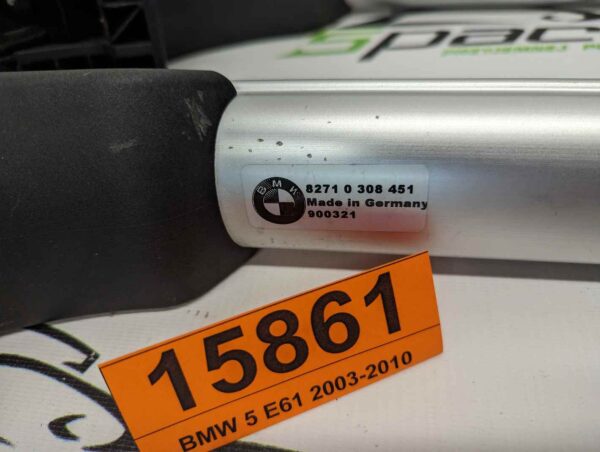 Spac
BMW
8271 0 308 451
Made in Germany
900321
15861
BMW 5 E61 2003-2010